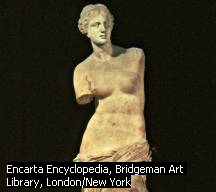 Encarta Encyclopedia, Bridgeman Art
Library, London/New York